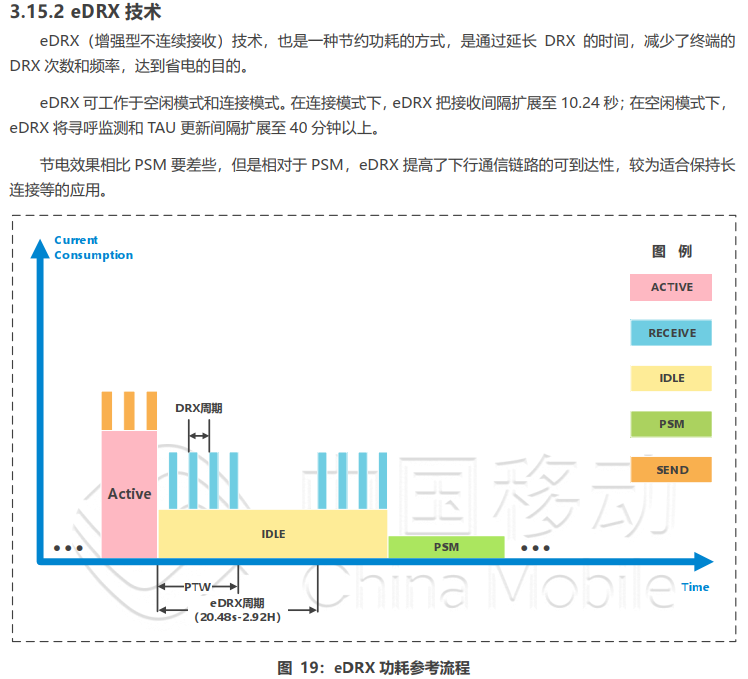 3.15.2 eDRX 技术
eDRX（增强型不连续接收）技术，也是一种节约功耗的方式，是通过延长 DRX 的时间，减少了终端的
DRX 次数和频率，达到省电的目的。
eDRX 可工作于空闲模式和连接模式。在连接模式下，eDRX 把接收间隔扩展至 10.24 秒；在空闲模式下，
eDRX 将寻呼监测和 TAU 更新间隔扩展至 40 分钟以上。
节电效果相比 PSM 要差些，但是相对于 PSM，eDRX 提高了下行通信链路的可到达性，较为适合保持长
连接等的应用。
Current
Consumption
图 例
ACTIVE
RECEIVE
IDLE
PSM
SEND
DRX周期
Active
IDLE
PSM
中国移动
China Mobile
Time
PTW
eDRX周期
（20.48s-2.92H）
图 19：eDRX 功耗参考流程